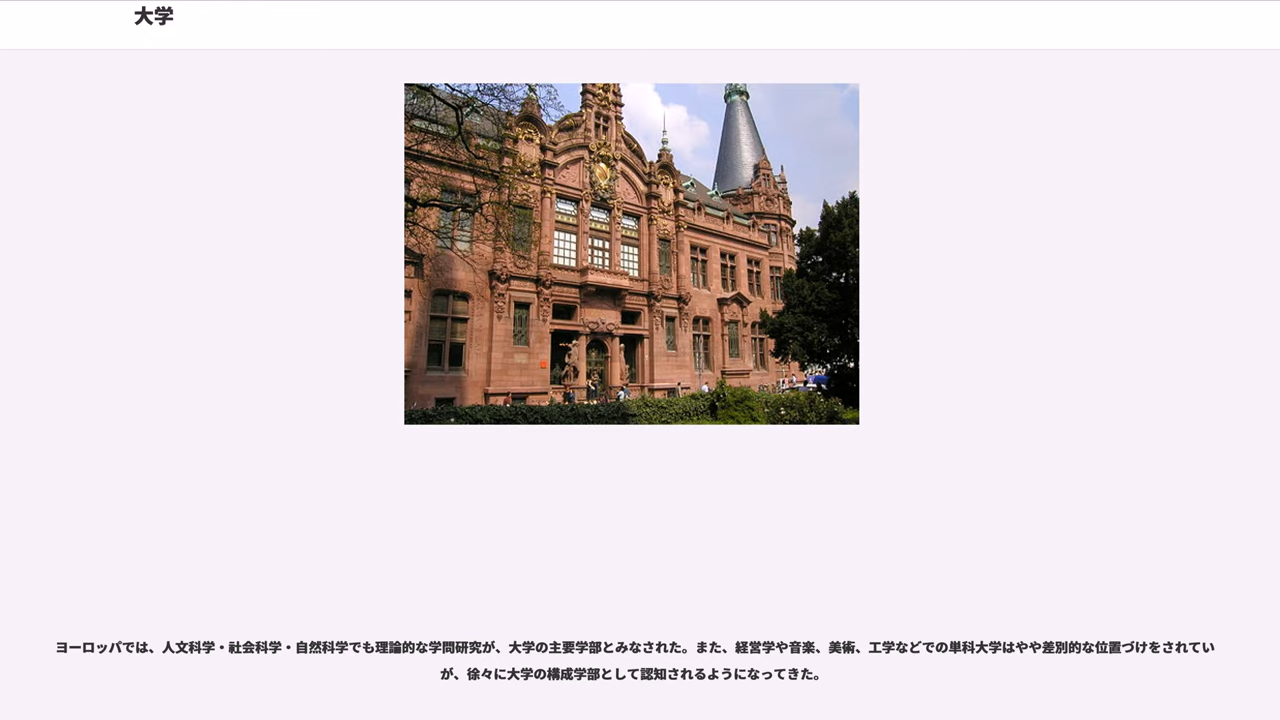 大学
ヨーロッパでは、人文科学・社会科学・自然科学でも理論的な学問研究が、大学の主要学部とみなされた。また、経営学や音楽、美術、工学などでの単科大学はやや差別的な位置づけをされてい
が、徐々に大学の構成学部として認知されるようになってきた。